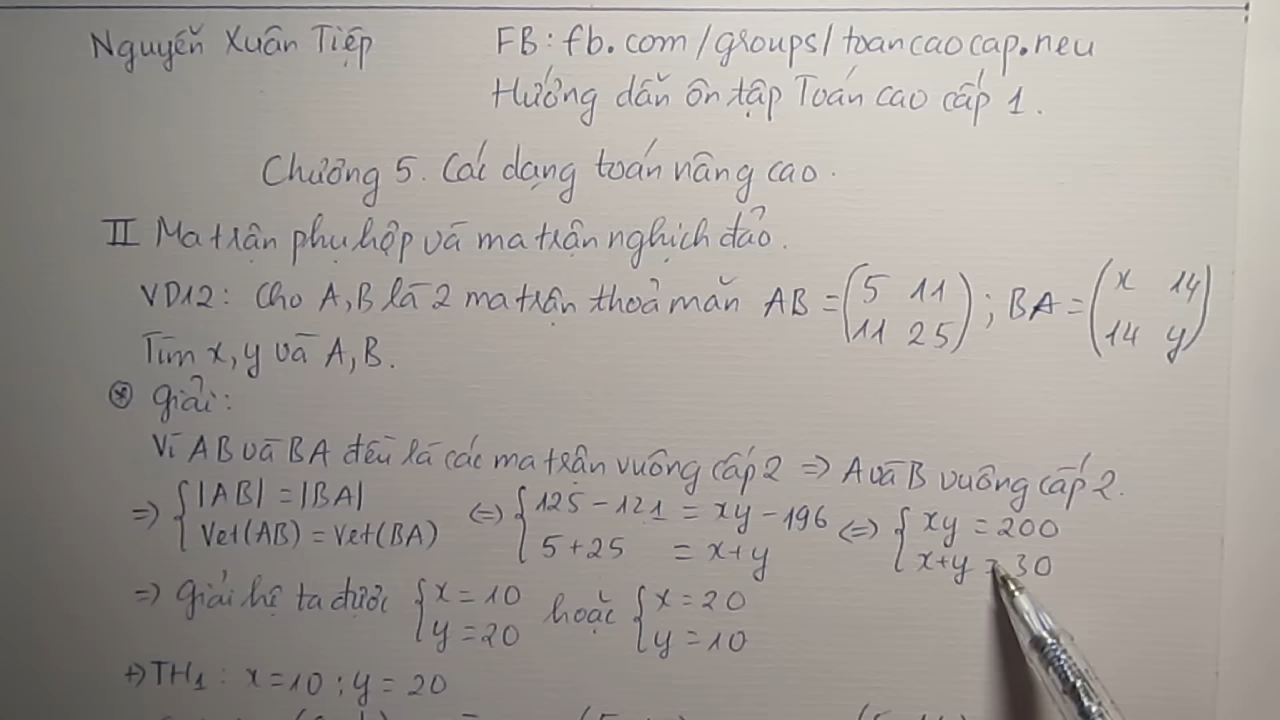 Nguyễn Xuân Tiệp FB: fb.com/groups/toancaocap.neu
Hướng dẫn ôn tập Toán cao cấp 1.
Chương 5. Các dạng toán nâng cao.
II Ma trận phụ hợp và ma trận nghịch đảo.
VD12: Cho A, B là 2 ma trận thoả mãn AB = (5 11; 11 25); BA = (x 14; 14 y)
Tìm x, y và A, B.
⊛ Giải:
Vì AB và BA đều là các ma trận vuông cấp 2 => A và B vuông cấp 2.
=> { |AB| = |BA| <=> { 125 - 121 = xy - 196 <=> { xy = 200
Vet(AB) = Vet(BA) 5 + 25 = x + y x + y = 30
=> Giải hệ ta được { x = 10 hoặc { x = 20
y = 20 y = 10
+) TH1: x = 10; y = 20